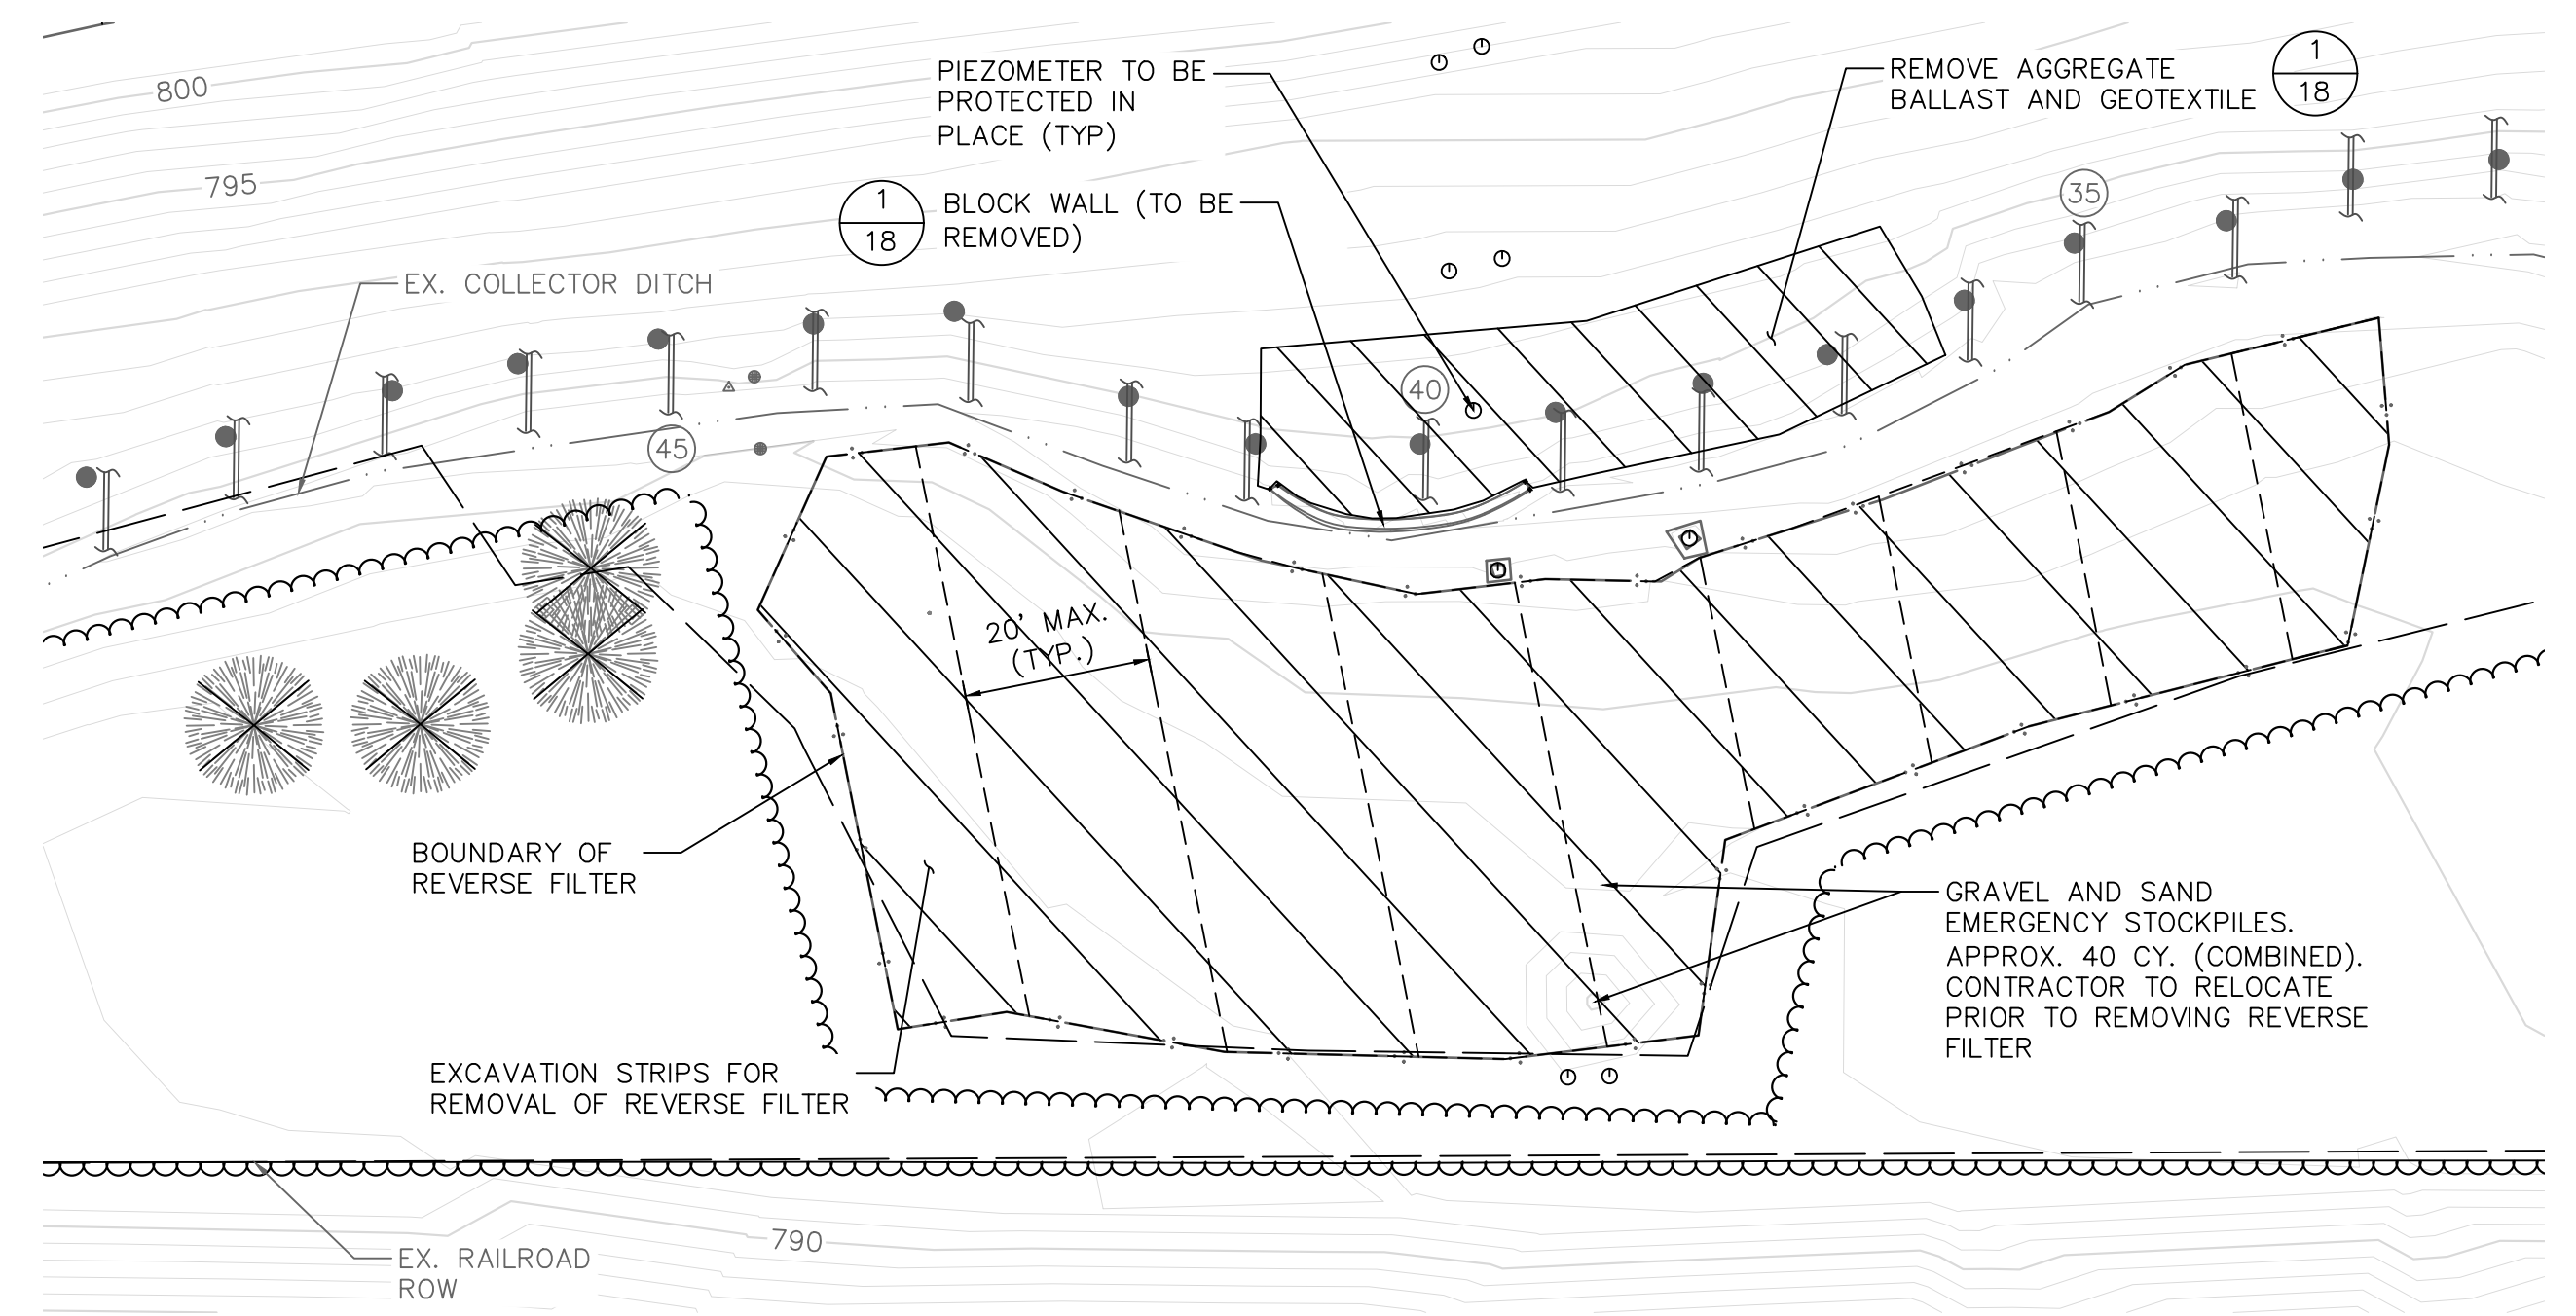 800
795
PIEZOMETER TO BE
PROTECTED IN
PLACE (TYP)
REMOVE AGGREGATE
BALLAST AND GEOTEXTILE
1
18
1
18
BLOCK WALL (TO BE
REMOVED)
35
EX. COLLECTOR DITCH
40
45
20' MAX.
(TYP.)
BOUNDARY OF
REVERSE FILTER
GRAVEL AND SAND
EMERGENCY STOCKPILES.
APPROX. 40 CY. (COMBINED).
CONTRACTOR TO RELOCATE
PRIOR TO REMOVING REVERSE
FILTER
EXCAVATION STRIPS FOR
REMOVAL OF REVERSE FILTER
790
EX. RAILROAD
ROW